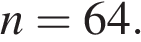 n = 64.